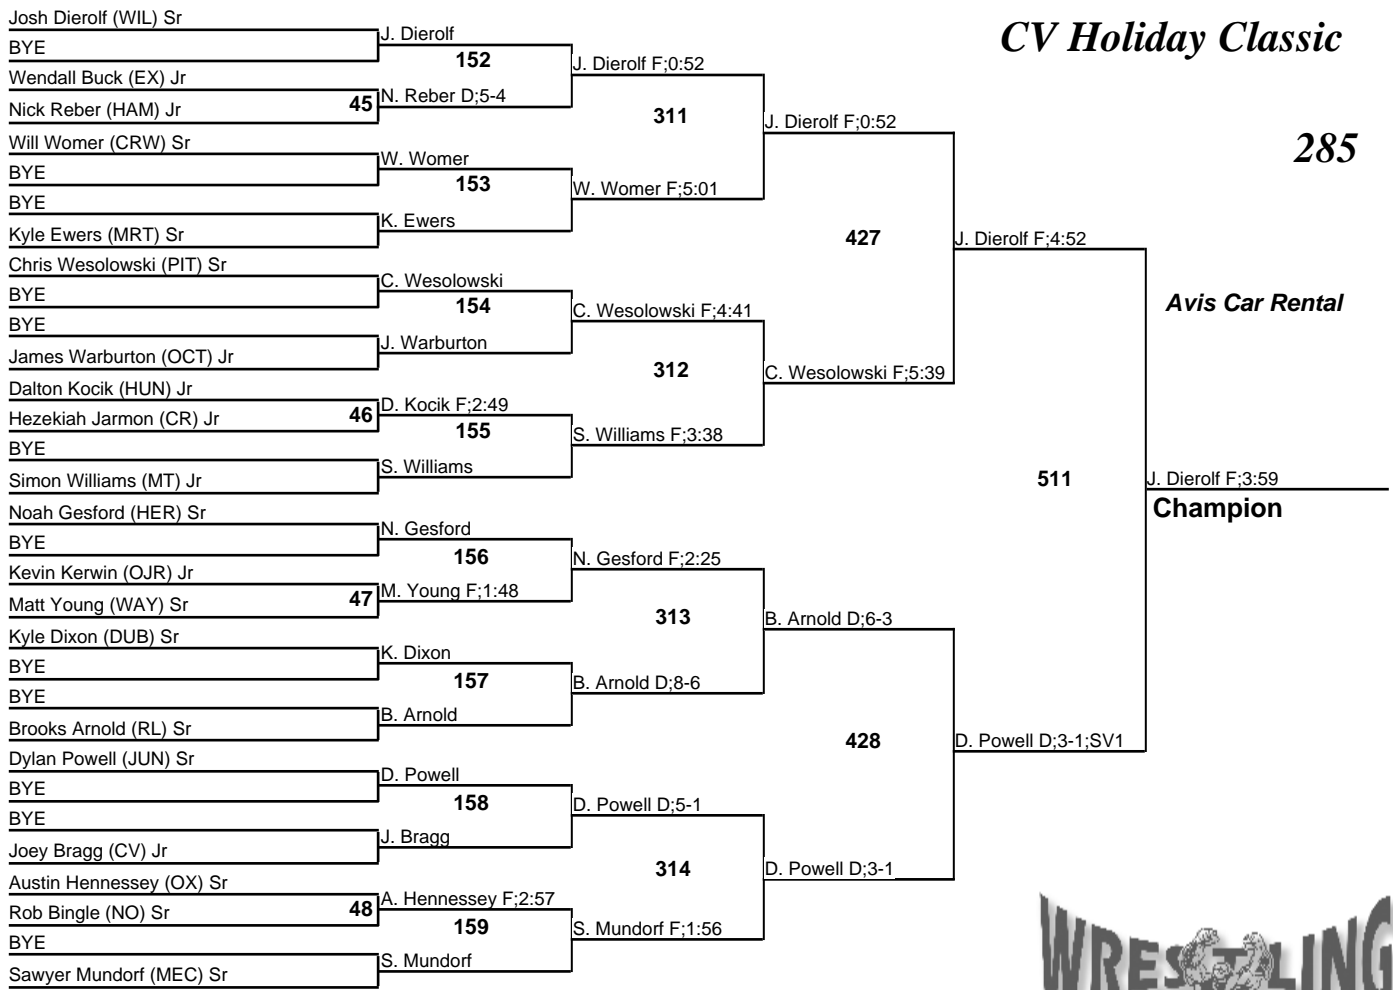 CV Holiday Classic
285
Avis Car Rental
Josh Dierolf (WIL) Sr
BYE
Wendall Buck (EX) Jr
Nick Reber (HAM) Jr
Will Womer (CRW) Sr
BYE
BYE
Kyle Ewers (MRT) Sr
Chris Wesolowski (PIT) Sr
BYE
BYE
James Warburton (OCT) Jr
Dalton Kocik (HUN) Jr
Hezekiah Jarmon (CR) Jr
BYE
Simon Williams (MT) Jr
Noah Gesford (HER) Sr
BYE
Kevin Kerwin (OJR) Jr
Matt Young (WAY) Sr
Kyle Dixon (DUB) Sr
BYE
BYE
Brooks Arnold (RL) Sr
Dylan Powell (JUN) Sr
BYE
BYE
Joey Bragg (CV) Jr
Austin Hennessey (OX) Sr
Rob Bingle (NO) Sr
BYE
Sawyer Mundorf (MEC) Sr
45
46
47
48
J. Dierolf
152
N. Reber D;5-4
W. Womer
153
K. Ewers
C. Wesolowski
154
J. Warburton
D. Kocik F;2:49
155
S. Williams
N. Gesford
156
M. Young F;1:48
K. Dixon
157
B. Arnold
D. Powell
158
J. Bragg
A. Hennessey F;2:57
159
S. Mundorf
J. Dierolf F;0:52
311
W. Womer F;5:01
C. Wesolowski F;4:41
312
S. Williams F;3:38
N. Gesford F;2:25
313
B. Arnold D;8-6
D. Powell D;5-1
314
S. Mundorf F;1:56
J. Dierolf F;0:52
427
C. Wesolowski F;5:39
B. Arnold D;6-3
428
D. Powell D;3-1
J. Dierolf F;4:52
511
D. Powell D;3-1;SV1
J. Dierolf F;3:59
Champion
WRESTLING